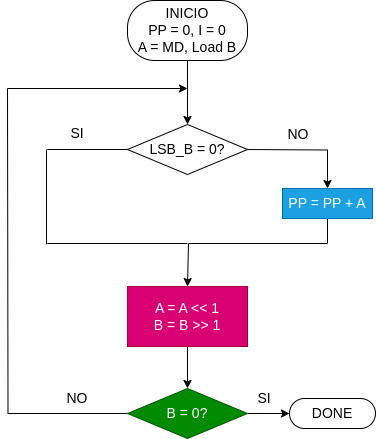 INICIO
PP = 0, I = 0
A = MD, Load B
SI
LSB_B = 0?
NO
PP = PP + A
A = A << 1
B = B >> 1
NO
B = 0?
SI
DONE